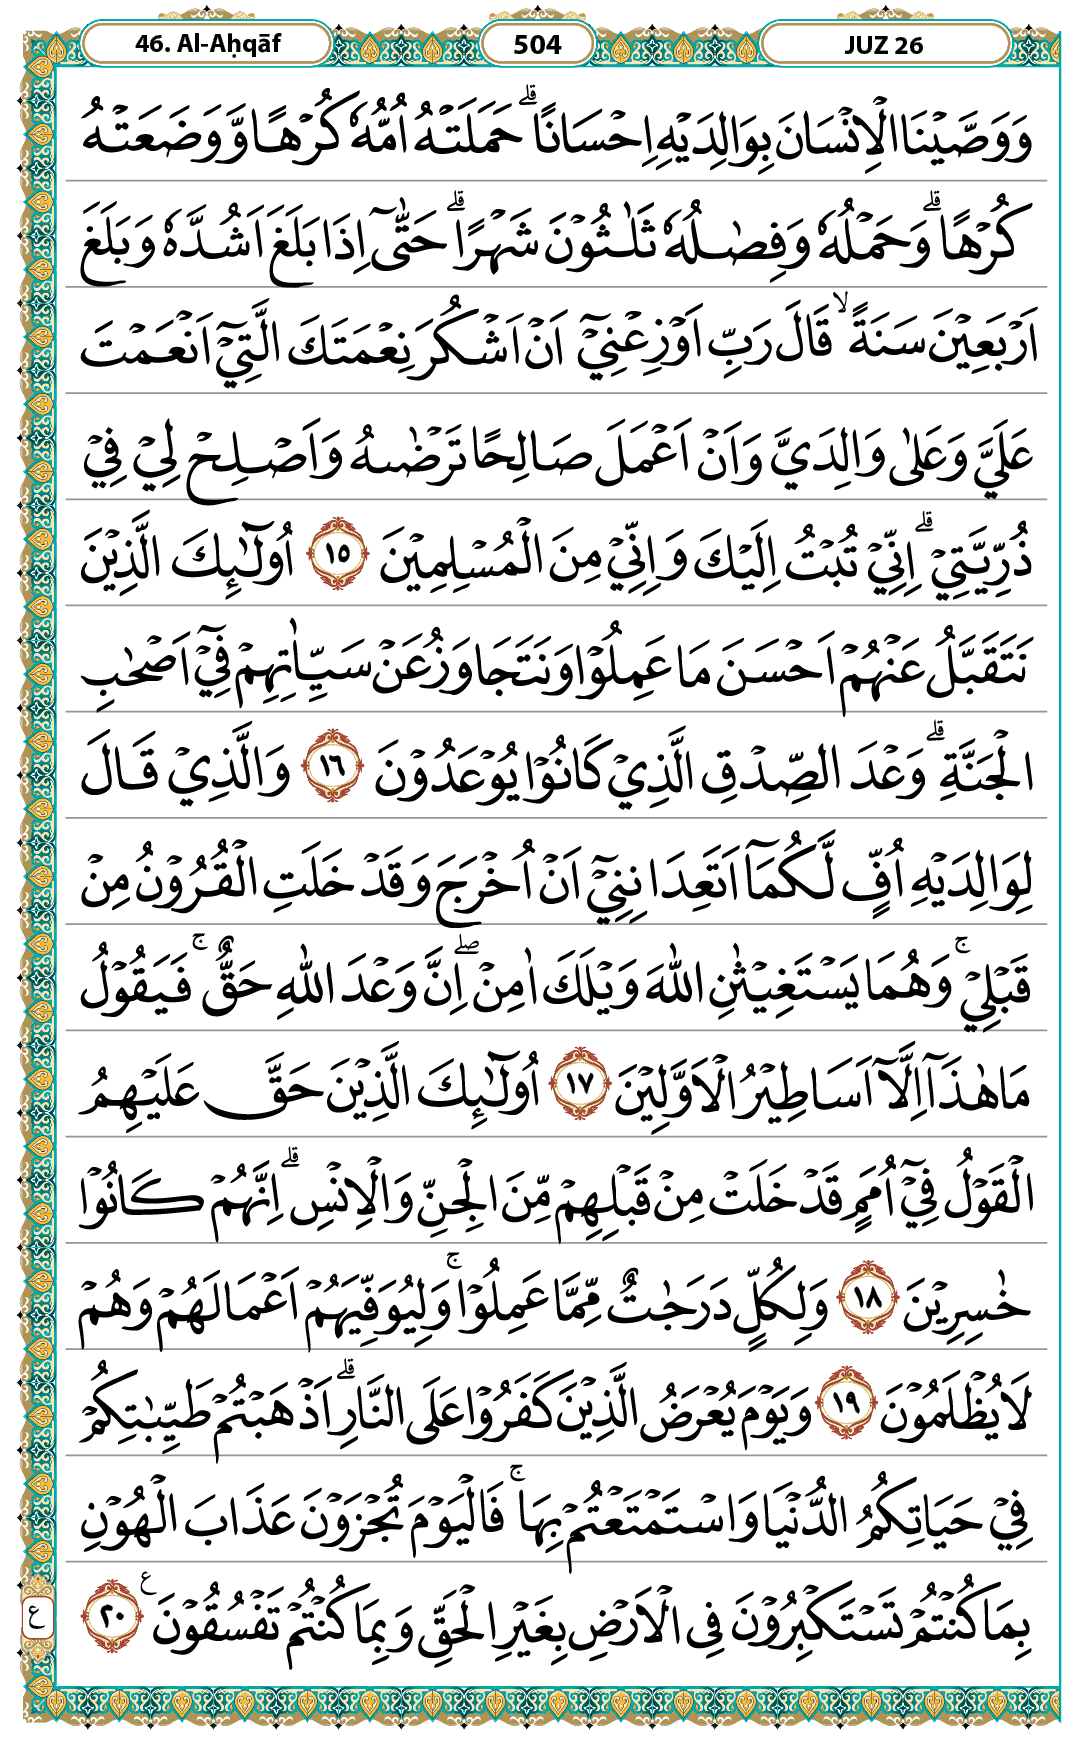 46. Al-Aḥqāf 504 JUZ 26
وَوَصَّيْنَا الْاِنْسَانَ بِوَالِدَيْهِ اِحْسَانًا ۗحَمَلَتْهُ اُمُّهٗ كُرْهًا وَّوَضَعَتْهُ
كُرْهًا ۗوَحَمْلُهٗ وَفِصٰلُهٗ ثَلٰثُوْنَ شَهْرًا ۗحَتّٰىٓ اِذَا بَلَغَ اَشُدَّهٗ وَبَلَغَ
اَرْبَعِيْنَ سَنَةً ۙقَالَ رَبِّ اَوْزِعْنِيْٓ اَنْ اَشْكُرَ نِعْمَتَكَ الَّتِيْٓ اَنْعَمْتَ
عَلَيَّ وَعَلٰى وَالِدَيَّ وَاَنْ اَعْمَلَ صَالِحًا تَرْضٰىهُ وَاَصْلِحْ لِيْ فِيْ
ذُرِّيَّتِيْ ۗاِنِّيْ تُبْتُ اِلَيْكَ وَاِنِّيْ مِنَ الْمُسْلِمِيْنَ ١٥ اُولٰۤىِٕكَ الَّذِيْنَ
نَتَقَبَّلُ عَنْهُمْ اَحْسَنَ مَا عَمِلُوْا وَنَتَجَاوَزُ عَنْ سَيِّاٰتِهِمْ فِيْٓ اَصْحٰبِ
الْجَنَّةِ ۗوَعْدَ الصِّدْقِ الَّذِيْ كَانُوْا يُوْعَدُوْنَ ١٦ وَالَّذِيْ قَالَ
لِوَالِدَيْهِ اُفٍّ لَّكُمَآ اَتَعِدَانِنِيْٓ اَنْ اُخْرَجَ وَقَدْ خَلَتِ الْقُرُوْنُ مِنْ
قَبْلِيْ ۚوَهُمَا يَسْتَغِيْثٰنِ اللّٰهَ وَيْلَكَ اٰمِنْ ۖاِنَّ وَعْدَ اللّٰهِ حَقٌّ ۚفَيَقُوْلُ
مَا هٰذَآ اِلَّآ اَسَاطِيْرُ الْاَوَّلِيْنَ ١٧ اُولٰۤىِٕكَ الَّذِيْنَ حَقَّ عَلَيْهِمُ
الْقَوْلُ فِيْٓ اُمَمٍ قَدْ خَلَتْ مِنْ قَبْلِهِمْ مِّنَ الْجِنِّ وَالْاِنْسِ ۗاِنَّهُمْ كَانُوْا
خٰسِرِيْنَ ١٨ وَلِكُلٍّ دَرَجٰتٌ مِّمَّا عَمِلُوْا ۚوَلِيُوَفِّيَهُمْ اَعْمَالَهُمْ وَهُمْ
لَا يُظْلَمُوْنَ ١٩ وَيَوْمَ يُعْرَضُ الَّذِيْنَ كَفَرُوْا عَلَى النَّارِ ۗاَذْهَبْتُمْ طَيِّبٰتِكُمْ
فِيْ حَيَاتِكُمُ الدُّنْيَا وَاسْتَمْتَعْتُمْ بِهَا ۚفَالْيَوْمَ تُجْزَوْنَ عَذَابَ الْهُوْنِ
بِمَا كُنْتُمْ تَسْتَكْبِرُوْنَ فِى الْاَرْضِ بِغَيْرِ الْحَقِّ وَبِمَا كُنْتُمْ تَفْسُقُوْنَ ࣖ ٢٠ ع